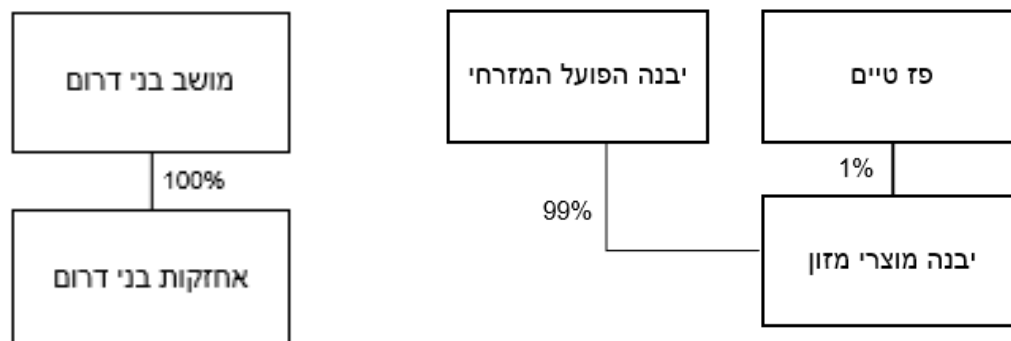 מושב בני דרום
100%
אחזקות בני דרום
יבנה הפועל המזרחי
פז טיים
99%
1%
יבנה מוצרי מזון